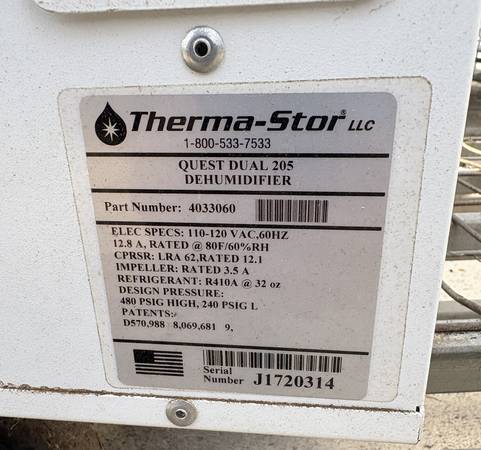 Therma-Stor® LLC
1-800-533-7533
QUEST DUAL 205
DEHUMIDIFIER
Part Number: 4033060
ELEC SPECS: 110-120 VAC,60HZ
12.8 A, RATED @ 80F/60%RH
CPRSR: LRA 62,RATED 12.1
IMPELLER: RATED 3.5 A
REFRIGERANT: R410A @ 32 oz
DESIGN PRESSURE:
480 PSIG HIGH, 240 PSIG L
PATENTS:
D570,988 8,069,681 9,
Serial
Number J1720314